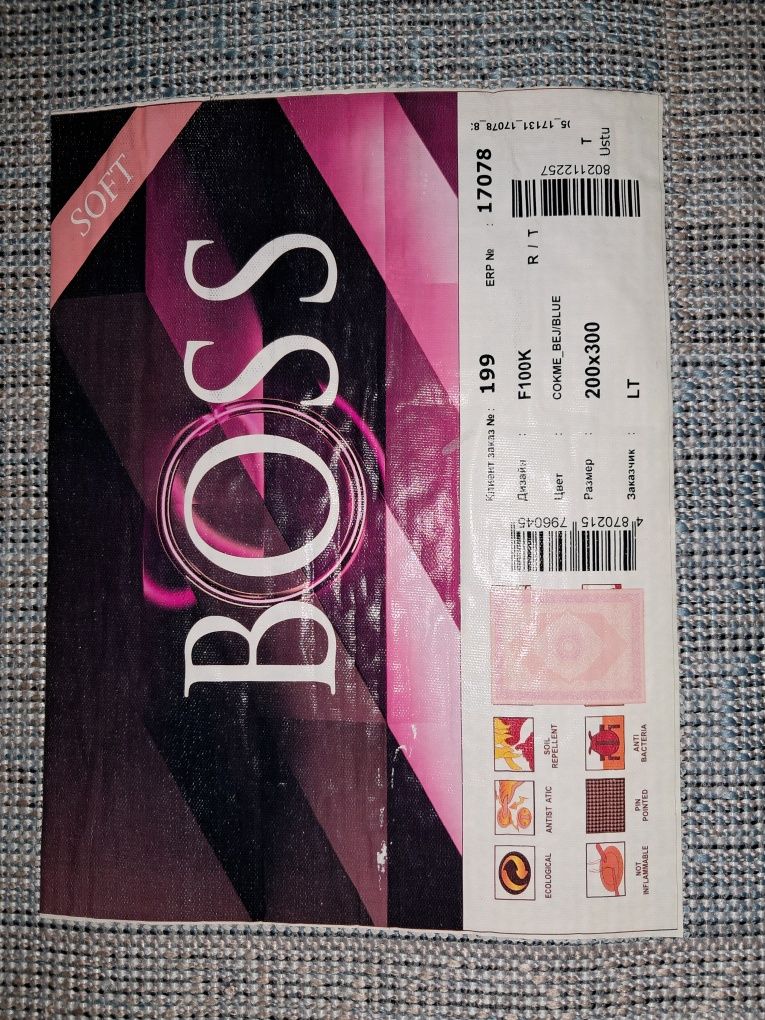 SOFT
BOSS
Клиент заказ № : 199
ERP № : 17078
Дизайн : F100K
R / T
Цвет : COKME_BEJ/BLUE
Размер : 200x300
Заказчик : LT
802112257
T
Ustu
4 870215 796045
SOIL REPELLENT
ANTI BACTERIA
ANTIST ATIC
PIN POINTED
ECOLOGICAL
NOT INFLAMMABLE